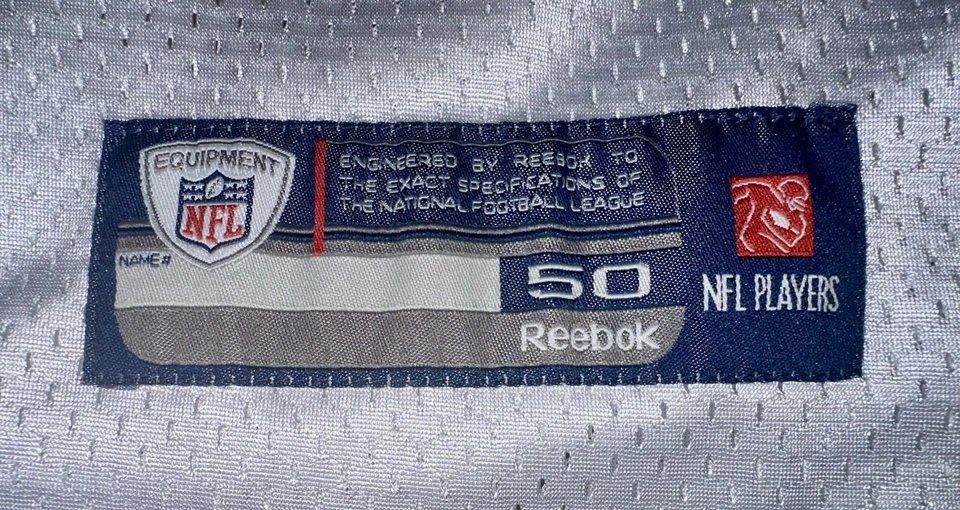 EQUIPMENT
NFL
ENGINEERED BY REEBOK TO
THE EXACT SPECIFICATIONS OF
THE NATIONAL FOOTBALL LEAGUE
NAME#
50
Reebok
NFL PLAYERS